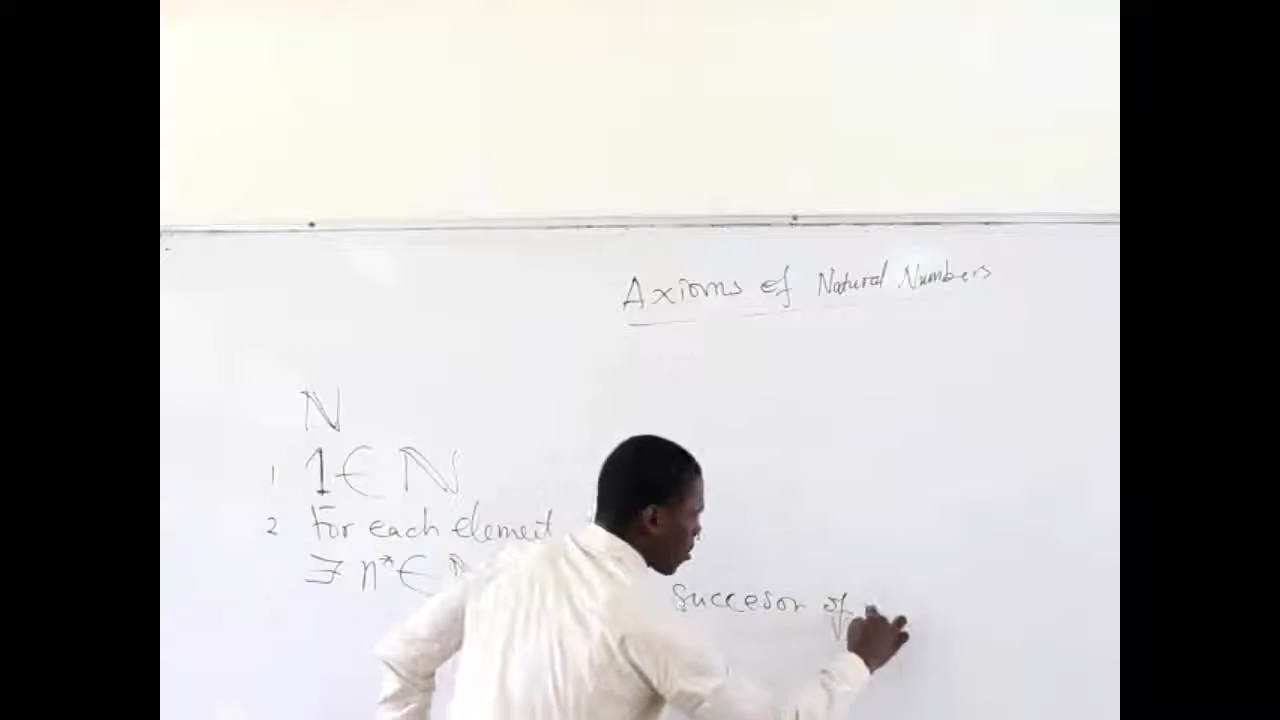 Axioms of Natural Numbers
ℕ
1 1 ∈ ℕ
2 For each element
∃ n* ∈ ℕ
Succesor of